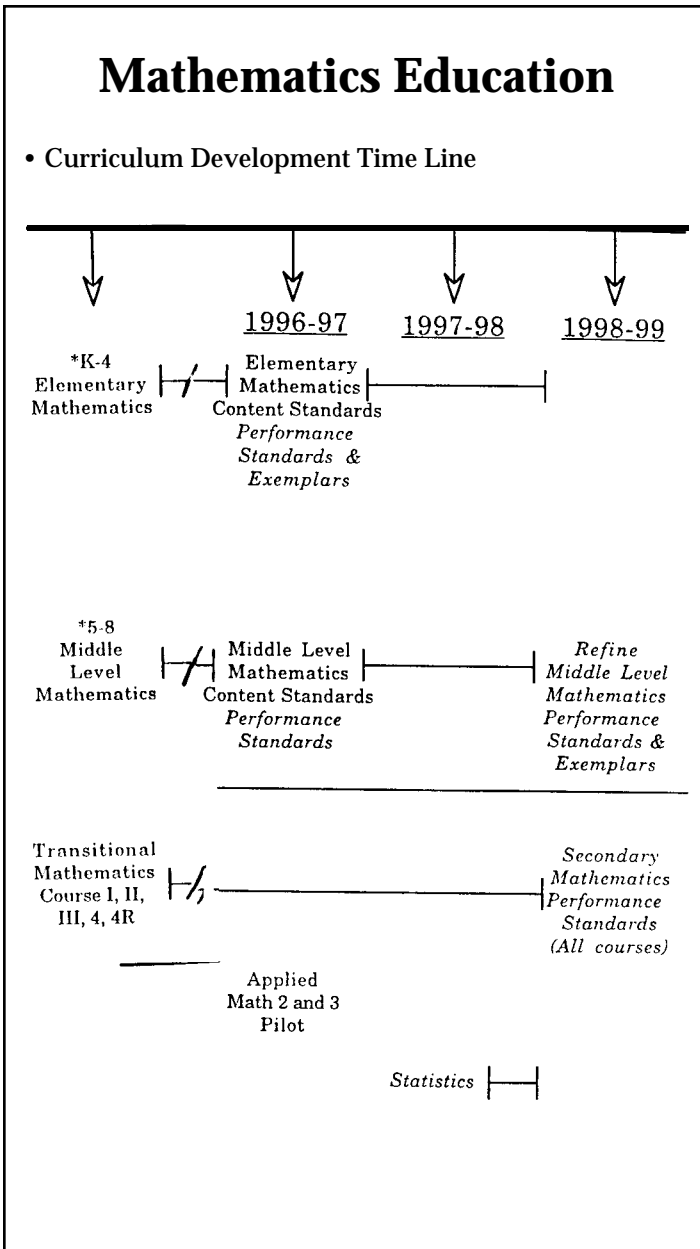 Mathematics Education
• Curriculum Development Time Line
1996-97
1997-98
1998-99
*K-4
Elementary
Mathematics
Elementary
Mathematics
Content Standards
Performance
Standards &
Exemplars
*5-8
Middle
Level
Mathematics
Middle Level
Mathematics
Content Standards
Performance
Standards
Refine
Middle Level
Mathematics
Performance
Standards &
Exemplars
Transitional
Mathematics
Course I, II,
III, 4, 4R
Secondary
Mathematics
Performance
Standards
(All courses)
Applied
Math 2 and 3
Pilot
Statistics